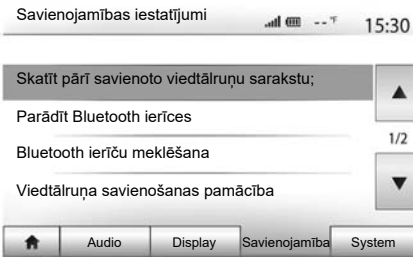 Savienojamības iestatījumi -- °F 15:30
Skatīt pārī savienoto viedtālruņu sarakstu;
Parādīt Bluetooth ierīces
1/2
Bluetooth ierīču meklēšana
Viedtālruņa savienošanas pamācība
Audio Display Savienojamība System